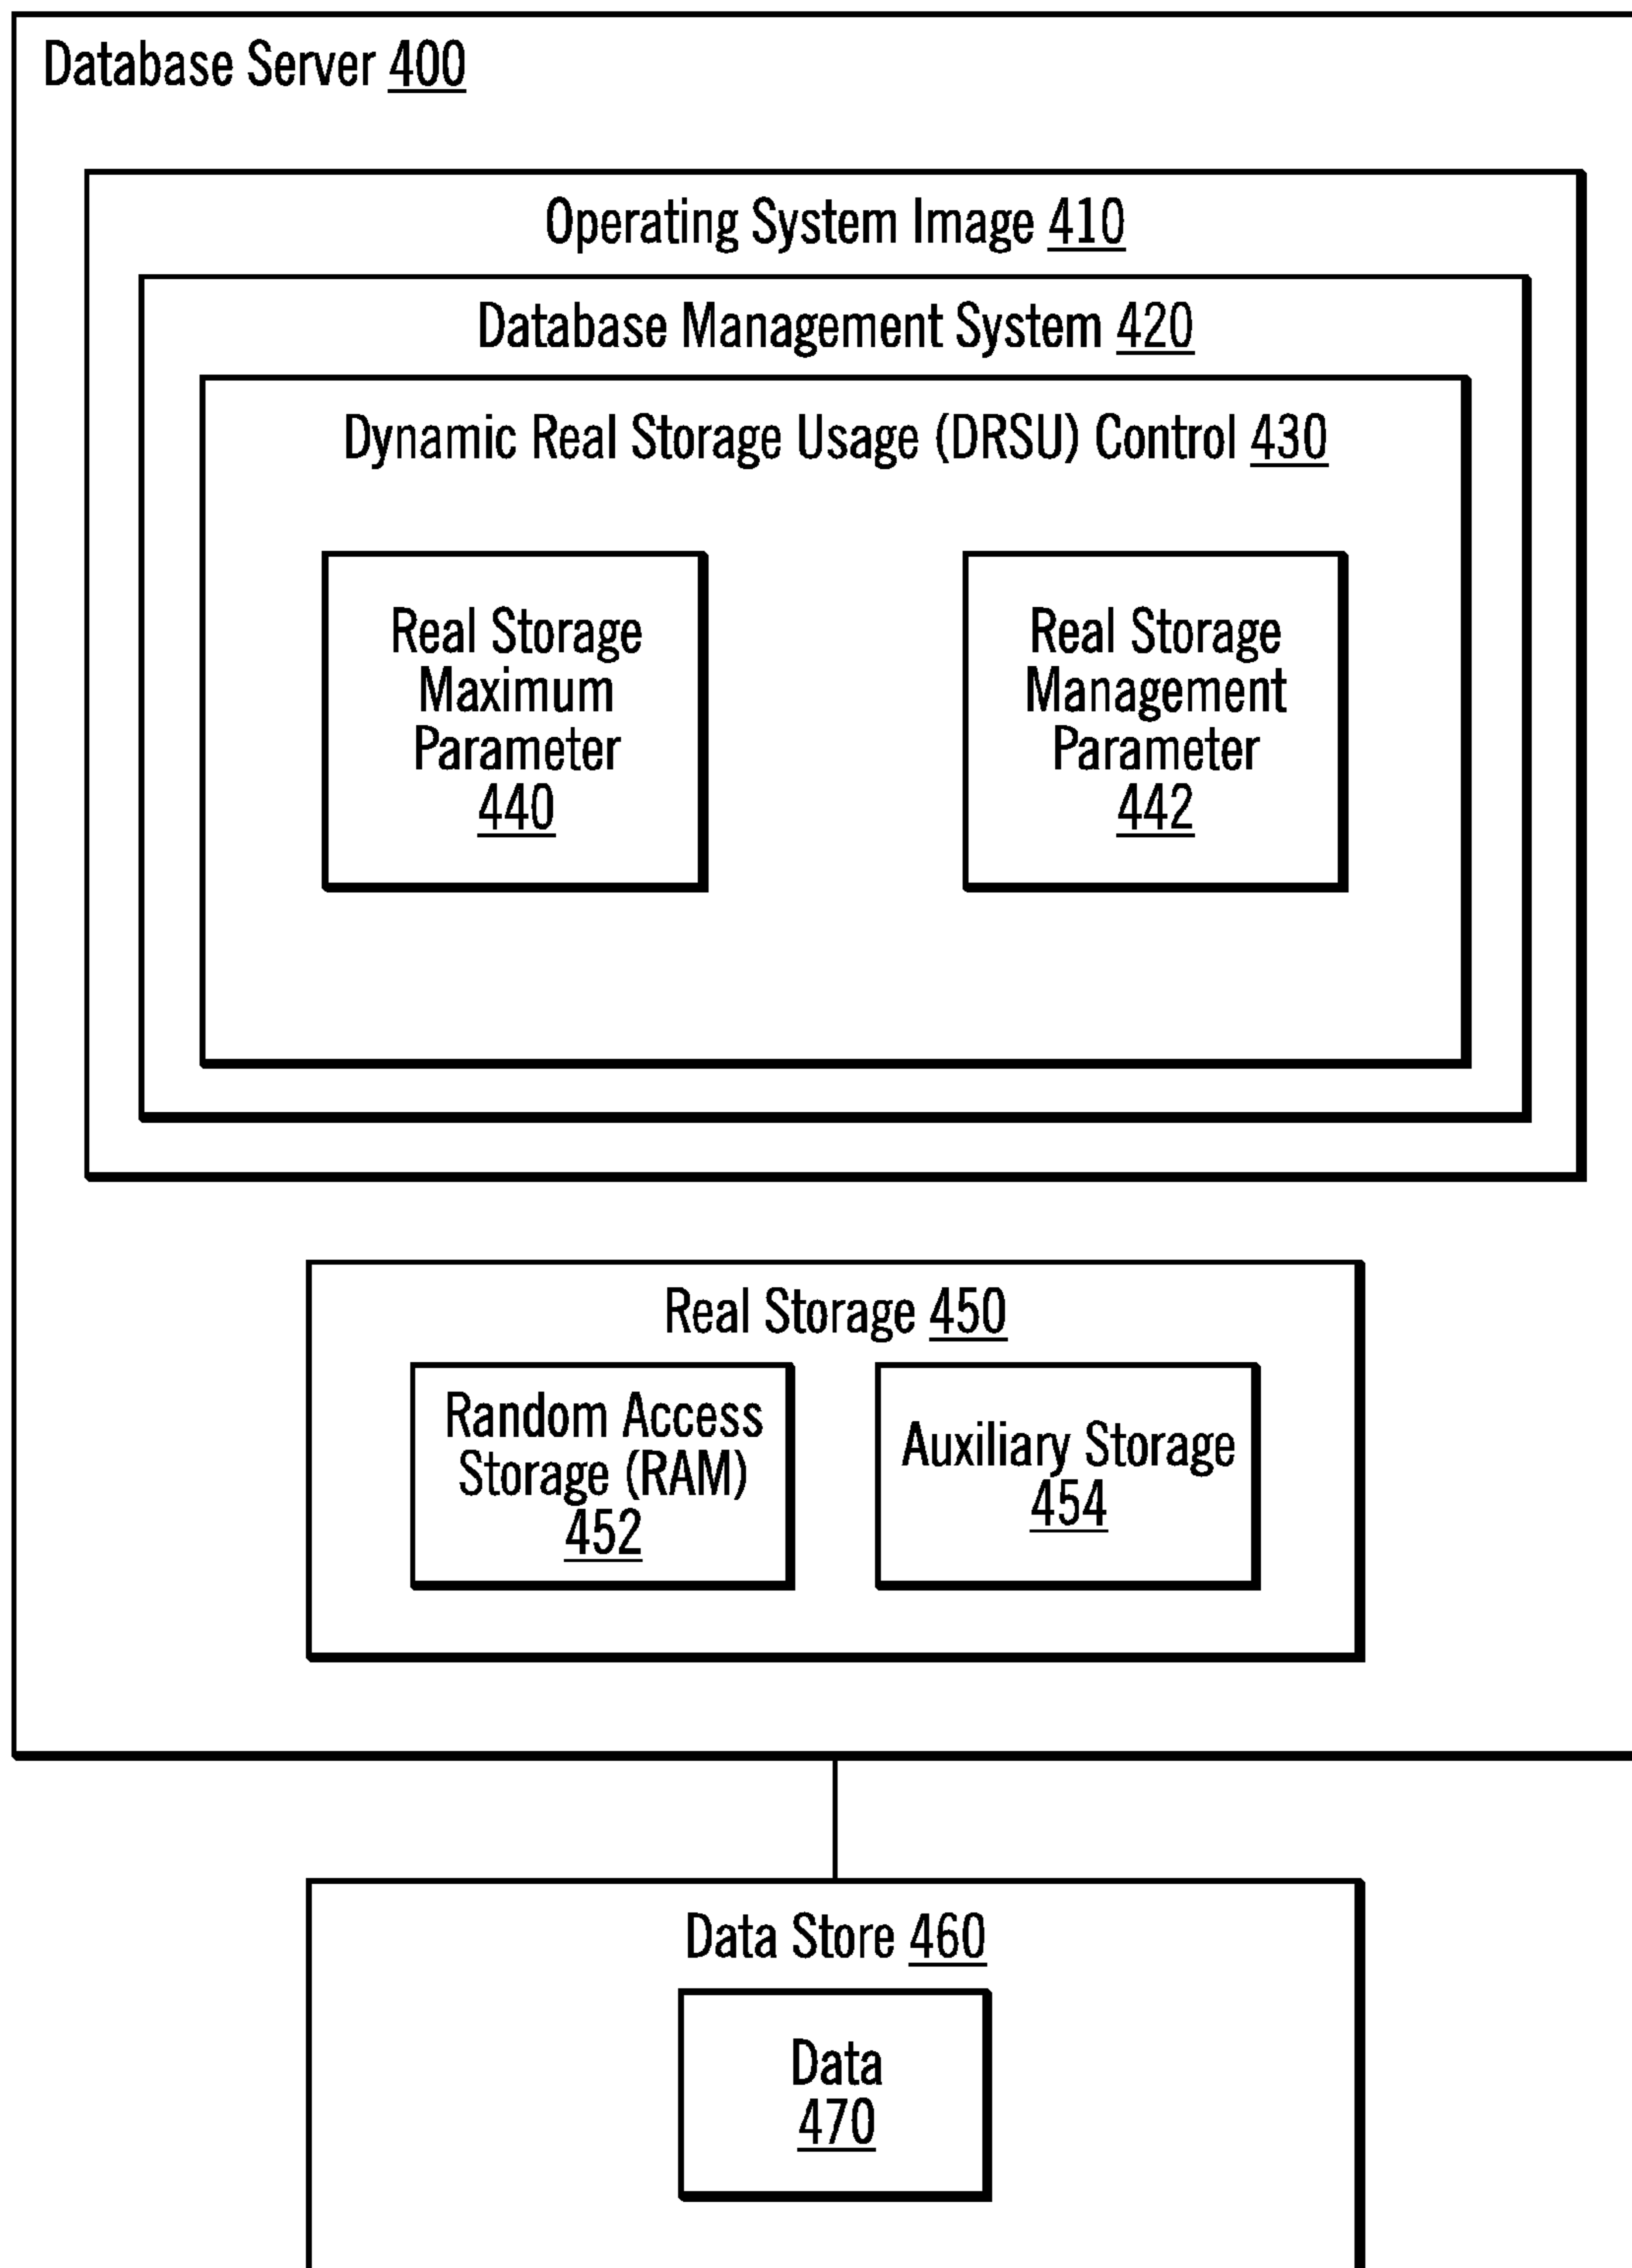 Database Server 400
Operating System Image 410
Database Management System 420
Dynamic Real Storage Usage (DRSU) Control 430
Real Storage
Maximum
Parameter
440
Real Storage
Management
Parameter
442
Real Storage 450
Random Access
Storage (RAM)
452
Auxiliary Storage
454
Data Store 460
Data
470